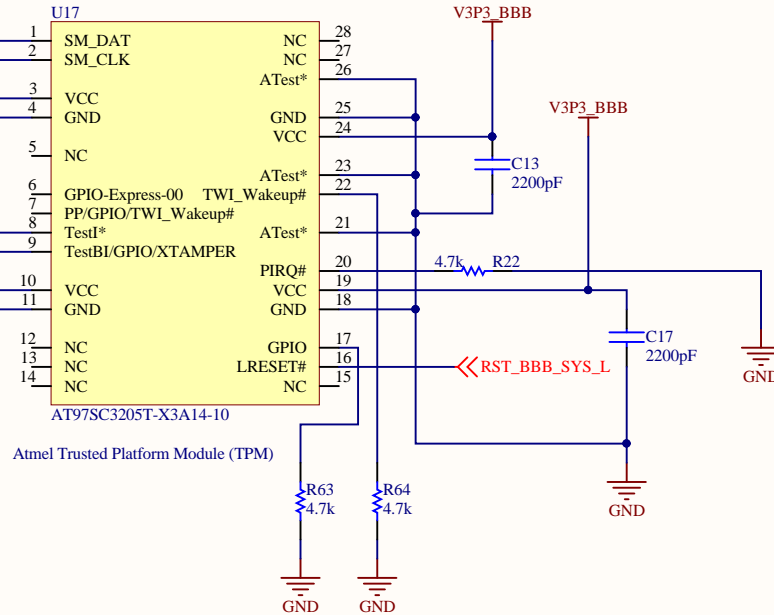 U17
V3P3_BBB
1 SM_DAT NC 28
2 SM_CLK NC 27
ATest* 26
3 VCC
V3P3_BBB
4 GND GND 25
VCC 24
5 NC
C13
2200pF
ATest* 23
6 GPIO-Express-00 TWI_Wakeup# 22
7 PP/GPIO/TWI_Wakeup#
8 TestI* ATest* 21
9 TestBI/GPIO/XTAMPER
PIRQ# 20 4.7k R22
10 VCC VCC 19
11 GND GND 18
C17
2200pF
12 NC GPIO 17
13 NC LRESET# 16 RST_BBB_SYS_L
14 NC NC 15
GND
AT97SC3205T-X3A14-10
Atmel Trusted Platform Module (TPM)
R63 R64
4.7k 4.7k
GND
GND GND